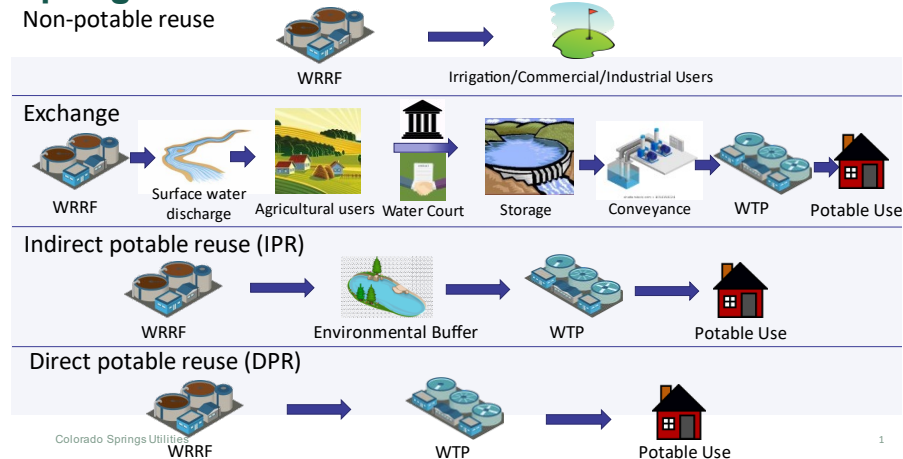 Non-potable reuse
WRRF
Irrigation/Commercial/Industrial Users
Exchange
WRRF
Surface water
discharge
Agricultural users
Water Court
Storage
Conveyance
WTP
Potable Use
Indirect potable reuse (IPR)
WRRF
Environmental Buffer
WTP
Potable Use
Direct potable reuse (DPR)
WRRF
WTP
Potable Use
Colorado Springs Utilities
1